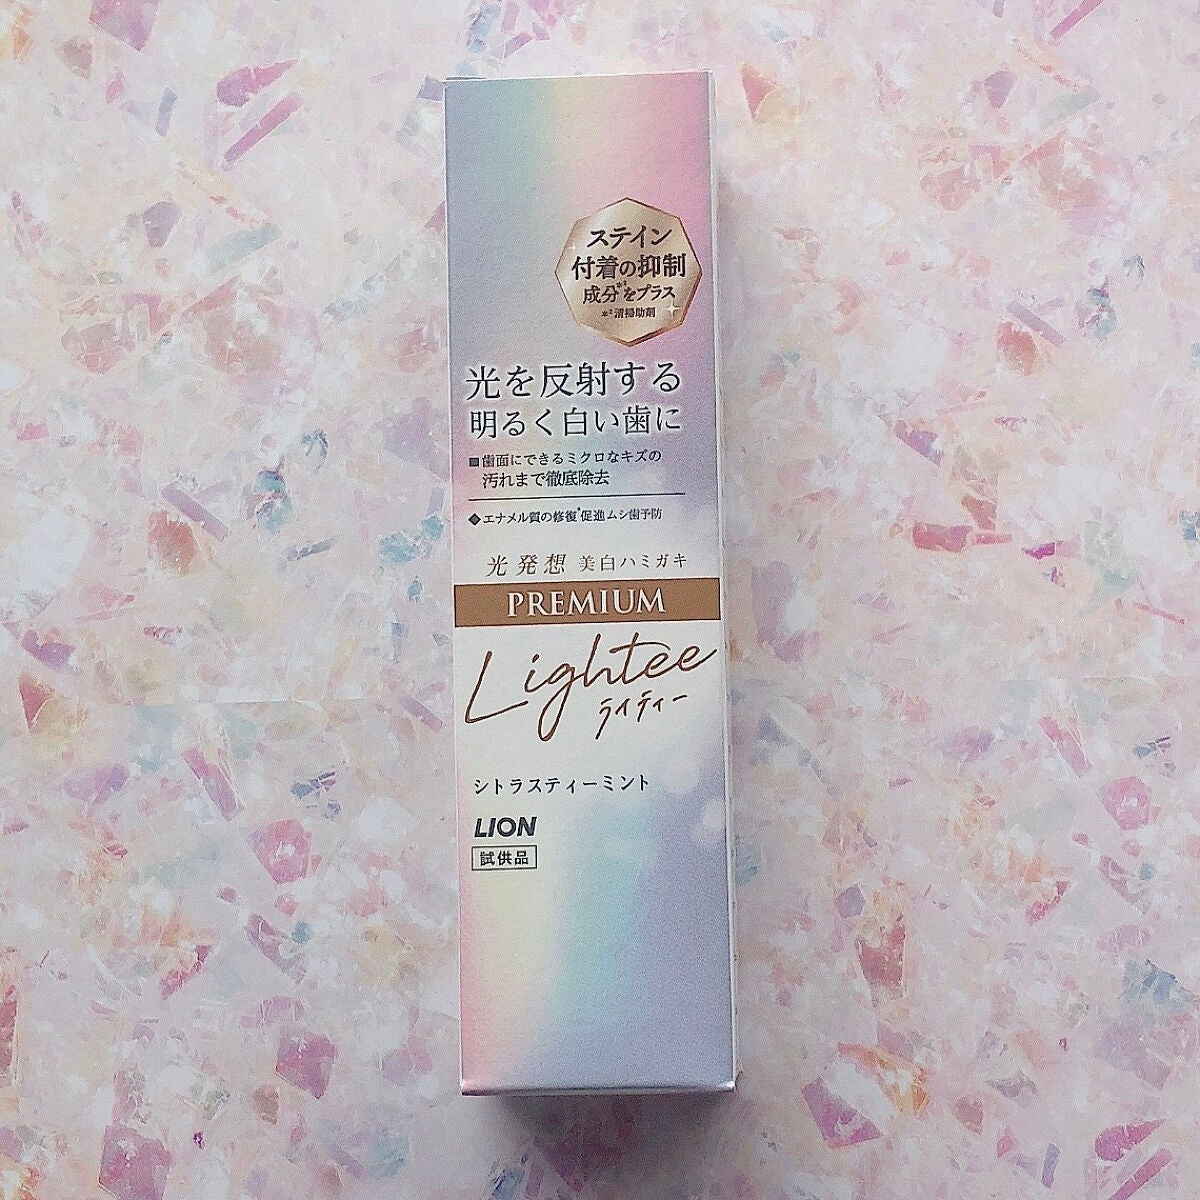 ステイン
付着の抑制
成分*²をプラス
*² 清掃助剤
光を反射する
明るく白い歯に
■歯面にできるミクロなキズの
汚れまで徹底除去
◆エナメル質の修復*促進ムシ歯予防
光発想 美白ハミガキ
PREMIUM
Lightee
ライティー
シトラスティーミント
LION
試供品